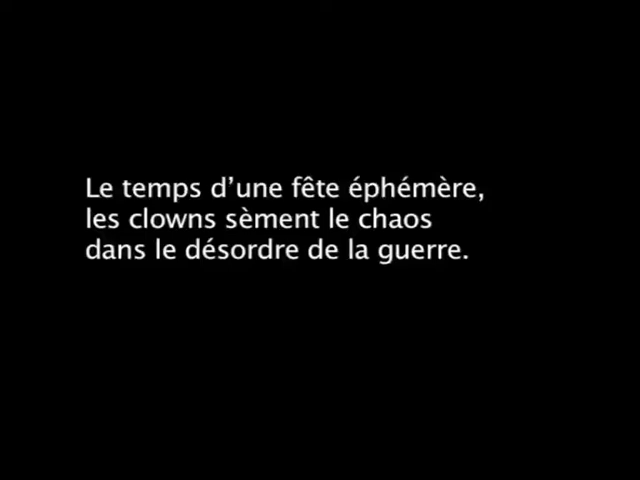 Le temps d’une fête éphémère,
les clowns sèment le chaos
dans le désordre de la guerre.